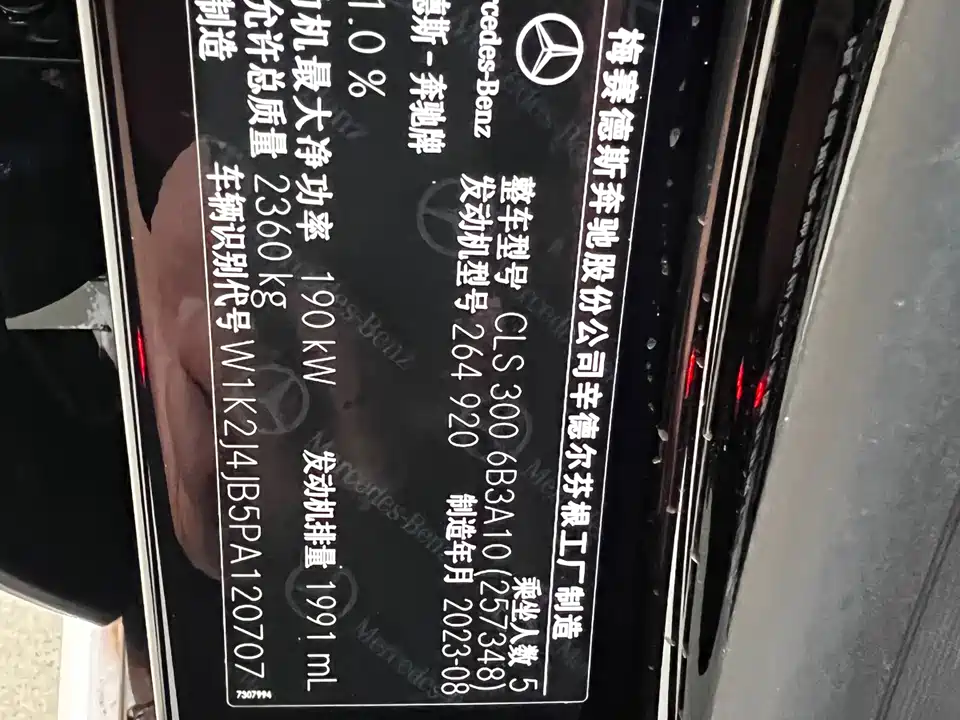 梅赛德斯奔驰股份公司辛德尔芬根工厂制造
Mercedes-Benz
整车型号 CLS 300 6B3A10(257348)
乘坐人数 5
德斯-奔驰牌
发动机型号 264 920
制造年月 2023-08
1.0 %
机最大净功率 190 kW
发动机排量 1991 mL
允许总质量 2360 kg
制造
车辆识别代号 W1K2J4JB5PA120707
7307994